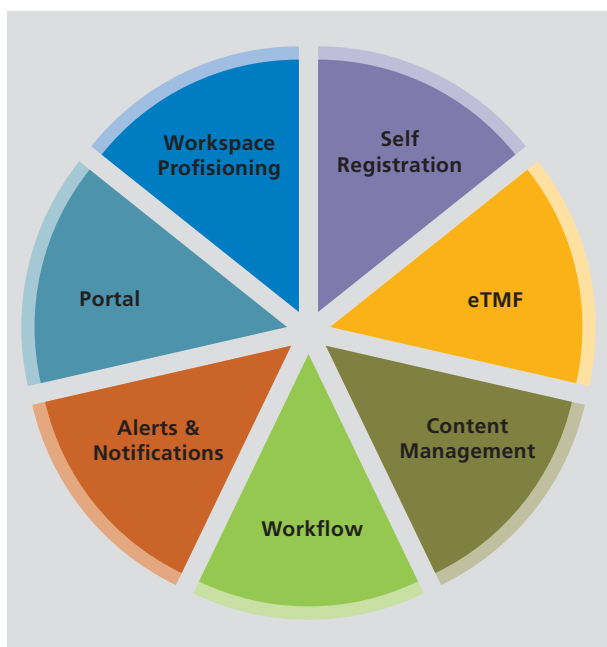 Workspace
Profisioning
Self
Registration
Portal
eTMF
Alerts &
Notifications
Content
Management
Workflow